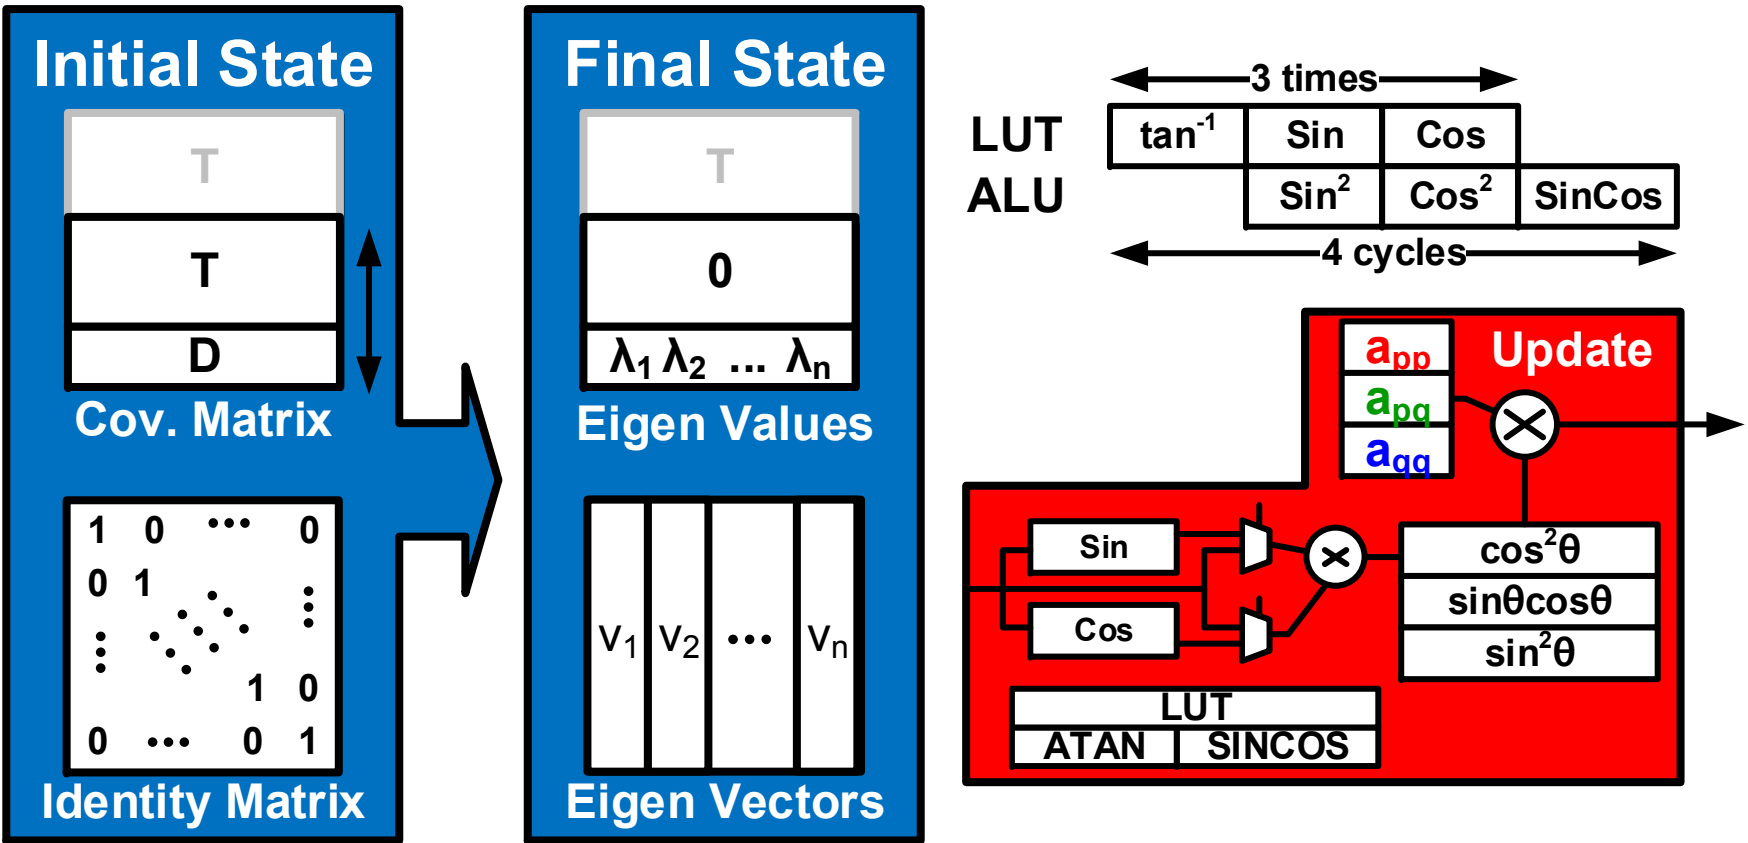 Initial State
T
T
D
Cov. Matrix
1 0 ... 0
0 1
1 0
0 ... 0 1
Identity Matrix
Final State
T
0
λ1 λ2 ... λn
Eigen Values
v1 v2 ... vn
Eigen Vectors
3 times
LUT tan-1 Sin Cos
ALU Sin2 Cos2 SinCos
4 cycles
Update
app
apq
aqq
Sin
Cos
cos2θ
sinθcosθ
sin2θ
LUT
ATAN SINCOS